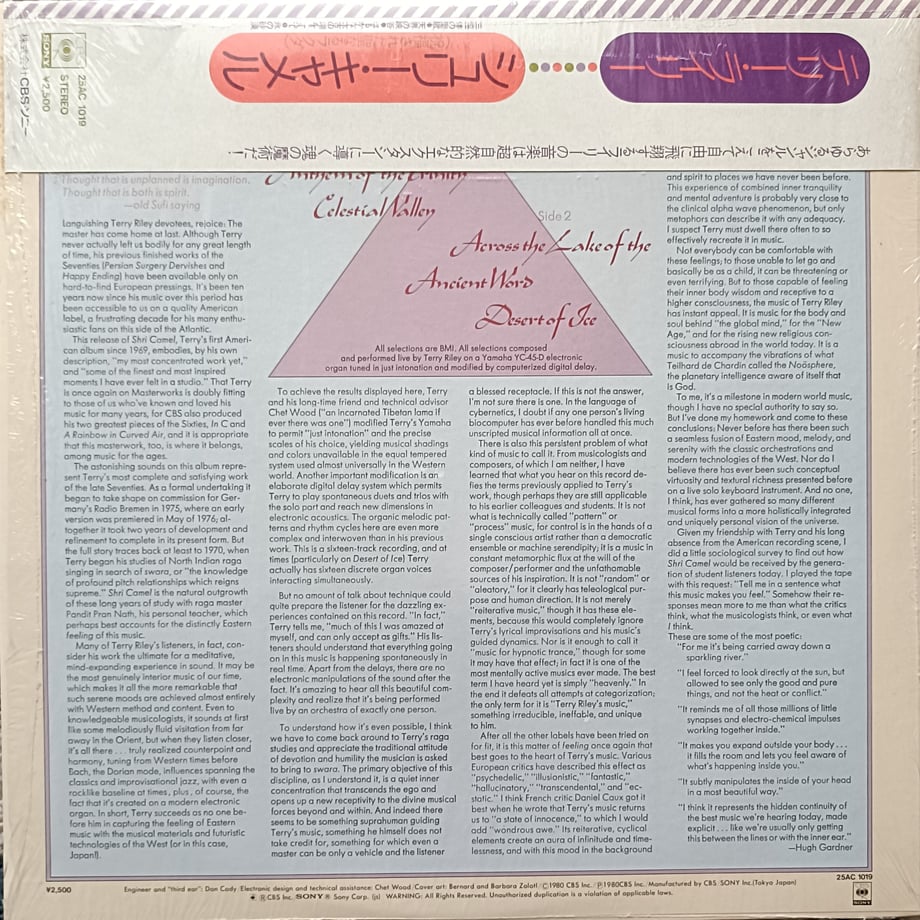 三位一体の聖歌●天青の渓谷●はるかな太古の湖を
シュリー・キャメル
テリー・ライリー
あらゆるジャンルをこえて自由に飛翔するライリーの音楽は超自然的なエクスタシーに導く魂の魔術だ!
SONY
25AC 1019
STEREO
¥2,500
株式会社CBS・ソニー
Thought that is unplanned is imagination.
Thought that is both is spirit.
—old Sufi saying
Languishing Terry Riley devotees, rejoice: The
master has come home at last. Although Terry
never actually left us bodily for any great length
of time, his previous finished works of the
Seventies (Persian Surgery Dervishes and
Happy Ending) have been available only on
hard-to-find European pressings. It's been ten
years now since his music over this period has
been accessible to us on a quality American
label, a frustrating decade for his many enthu-
siastic fans on this side of the Atlantic.
This release of Shri Camel, Terry's first Ameri-
can album since 1969, embodies, by his own
description, "my most concentrated work yet,"
and "some of the finest and most inspired
moments I have ever felt in a studio." That Terry
is once again on Masterworks is doubly fitting
to those of us who've known and loved his
music for many years, for CBS also produced
his two greatest pieces of the Sixties, In C and
A Rainbow in Curved Air, and it is appropriate
that this masterwork, too, is where it belongs,
among music for the ages.
The astonishing sounds on this album repre-
sent Terry's most complete and satisfying work
of the late Seventies. As a formal undertaking it
began to take shape on commission for Ger-
many's Radio Bremen in 1975, where an early
version was premiered in May of 1976; al-
together it took two years of development and
refinement to complete in its present form. But
the full story traces back at least to 1970, when
Terry began his studies of North Indian raga
singing in search of swara, or "the knowledge
of profound pitch relationships which reigns
supreme." Shri Camel is the natural outgrowth
of these long years of study with raga master
Pandit Pran Nath, his personal teacher, which
perhaps best accounts for the distinctly Eastern
feeling of this music.
Many of Terry Riley's listeners, in fact, con-
sider his work the ultimate for a meditative,
mind-expanding experience in sound. It may be
the most genuinely interior music of our time,
which makes it all the more remarkable that
such serene moods are achieved almost entirely
with Western method and content. Even to
knowledgeable musicologists, it sounds at first
like some melodiously fluid visitation from far
away in the Orient, but when they listen closer,
it's all there . . . truly realized counterpoint and
harmony, tuning from Western times before
Bach, the Dorian mode, influences spanning the
classics and improvisational jazz, with even a
rocklike baseline at times, plus, of course, the
fact that it's created on a modern electronic
organ. In short, Terry succeeds as no one be-
fore him in capturing the feeling of Eastern
music with the musical materials and futuristic
technologies of the West (or in this case,
Japan!).
Anthem of the Trinity
Celestial Valley
Side 2
Across the Lake of the
Ancient Word
Desert of Ice
All selections are BMI. All selections composed
and performed live by Terry Riley on a Yamaha YC-45-D electronic
organ tuned in just intonation and modified by computerized digital delay.
To achieve the results displayed here, Terry
and his long-time friend and technical advisor
Chet Wood ("an incarnated Tibetan lama if
ever there was one") modified Terry's Yamaha
to permit "just intonation" and the precise
scales of his choice, yielding musical shadings
and colors unavailable in the equal tempered
system used almost universally in the Western
world. Another important modification is an
elaborate digital delay system which permits
Terry to play spontaneous duets and trios with
the solo part and reach new dimensions in
electronic acoustics. The organic melodic pat-
terns and rhythm cycles here are even more
complex and interwoven than in his previous
work. This is a sixteen-track recording, and at
times (particularly on Desert of Ice) Terry
actually has sixteen discrete organ voices
interacting simultaneously.
But no amount of talk about technique could
quite prepare the listener for the dazzling ex-
periences contained on this record. "In fact,"
Terry tells me, "much of this I was amazed at
myself, and can only accept as gifts." His lis-
teners should understand that everything going
on in this music is happening spontaneously in
real time. Apart from the delays, there are no
electronic manipulations of the sound after the
fact. It's amazing to hear all this beautiful com-
plexity and realize that it's being performed
live by an orchestra of exactly one person.
To understand how it's even possible, I think
we have to come back around to Terry's raga
studies and appreciate the traditional attitude
of devotion and humility the musician is asked
to bring to swara. The primary objective of this
discipline, as I understand it, is a quiet inner
concentration that transcends the ego and
opens up a new receptivity to the divine musical
forces beyond and within. And indeed there
seems to be something suprahuman guiding
Terry's music, something he himself does not
take credit for, something for which even a
master can be only a vehicle and the listener
a blessed receptacle. If this is not the answer,
I'm not sure there is one. In the language of
cybernetics, I doubt if any one person's living
biocomputer has ever before handled this much
unscripted musical information all at once.
There is also this persistent problem of what
kind of music to call it. From musicologists and
composers, of which I am neither, I have
learned that what you hear on this record de-
fies the terms previously applied to Terry's
work, though perhaps they are still applicable
to his earlier colleagues and students. It is not
what is technically called "pattern" or
"process" music, for control is in the hands of a
single conscious artist rather than a democratic
ensemble or machine serendipity; it is a music in
constant metamorphic flux at the will of the
composer/performer and the unfathomable
sources of his inspiration. It is not "random" or
"aleatory," for it clearly has teleological pur-
pose and human direction. It is not merely
"reiterative music," though it has these ele-
ments, because this would completely ignore
Terry's lyrical improvisations and his music's
guided dynamics. Nor is it enough to call it
"music for hypnotic trance," though for some
it may have that effect; in fact it is one of the
most mentally active musics ever made. The best
term I have heard yet is simply "heavenly." In
the end it defeats all attempts at categorization;
the only term for it is "Terry Riley's music,"
something irreducible, ineffable, and unique
to him.
After all the other labels have been tried on
for fit, it is this matter of feeling once again that
best goes to the heart of Terry's music. Various
European critics have described this effect as
"psychedelic," "illusionistic," "fantastic,"
"hallucinatory," "transcendental," and "ec-
static." I think French critic Daniel Caux got it
best when he wrote that Terry's music returns
us to "a state of innocence," to which I would
add "wondrous awe." Its reiterative, cyclical
elements create an aura of infinitude and time-
lessness, and with this mood in the background
and spirit to places we have never been before.
This experience of combined inner tranquility
and mental adventure is probably very close to
the clinical alpha wave phenomenon, but only
metaphors can describe it with any adequacy.
I suspect Terry must dwell there often to so
effectively recreate it in music.
Not everybody can be comfortable with
these feelings; to those unable to let go and
basically be as a child, it can be threatening or
even terrifying. But to those capable of feeling
their inner body wisdom and receptive to a
higher consciousness, the music of Terry Riley
has instant appeal. It is music for the body and
soul behind "the global mind," for the "New
Age," and for the rising new religious con-
sciousness abroad in the world today. It is a
music to accompany the vibrations of what
Teilhard de Chardin called the Noösphere,
the planetary intelligence aware of itself that
is God.
To me, it's a milestone in modern world music,
though I have no special authority to say so.
But I've done my homework and come to these
conclusions: Never before has there been such
a seamless fusion of Eastern mood, melody, and
serenity with the classic orchestrations and
modern technologies of the West. Nor do I
believe there has ever been such conceptual
virtuosity and textural richness presented before
on a live solo keyboard instrument. And no one,
I think, has ever gathered so many different
musical forms into a more holistically integrated
and uniquely personal vision of the universe.
Given my friendship with Terry and his long
absence from the American recording scene, I
did a little sociological survey to find out how
Shri Camel would be received by the genera-
tion of student listeners today. I played the tape
with this request: "Tell me in a sentence what
this music makes you feel." Somehow their re-
sponses mean more to me than what the critics
think, what the musicologists think, or even what
I think.
These are some of the most poetic:
"For me it's being carried away down a
sparkling river."
"I feel forced to look directly at the sun, but
allowed to see only the good and pure
things, and not the heat or conflict."
"It reminds me of all those millions of little
synapses and electro-chemical impulses
working together inside."
"It makes you expand outside your body . . .
it fills the room and lets you feel aware of
what's happening inside you."
"It subtly manipulates the inside of your head
in a most beautiful way."
"I think it represents the hidden continuity of
the best music we're hearing today, made
explicit . . . like we're usually only getting
this between the lines or with the inner ear."
—Hugh Gardner
¥2,500
Engineer and "third ear": Don Cody/Electronic design and technical assistance: Chet Wood/Cover art: Bernard and Barbara Zalotl/Ⓒ1980 CBS Inc./Ⓟ1980CBS Inc. Manufactured by CBS/SONY Inc.(Tokyo Japan)
® CBS Inc. SONY® Sony Corp. (js) WARNING: All Rights Reserved. Unauthorized duplication is a violation of applicable laws.
25AC 1019
SONY